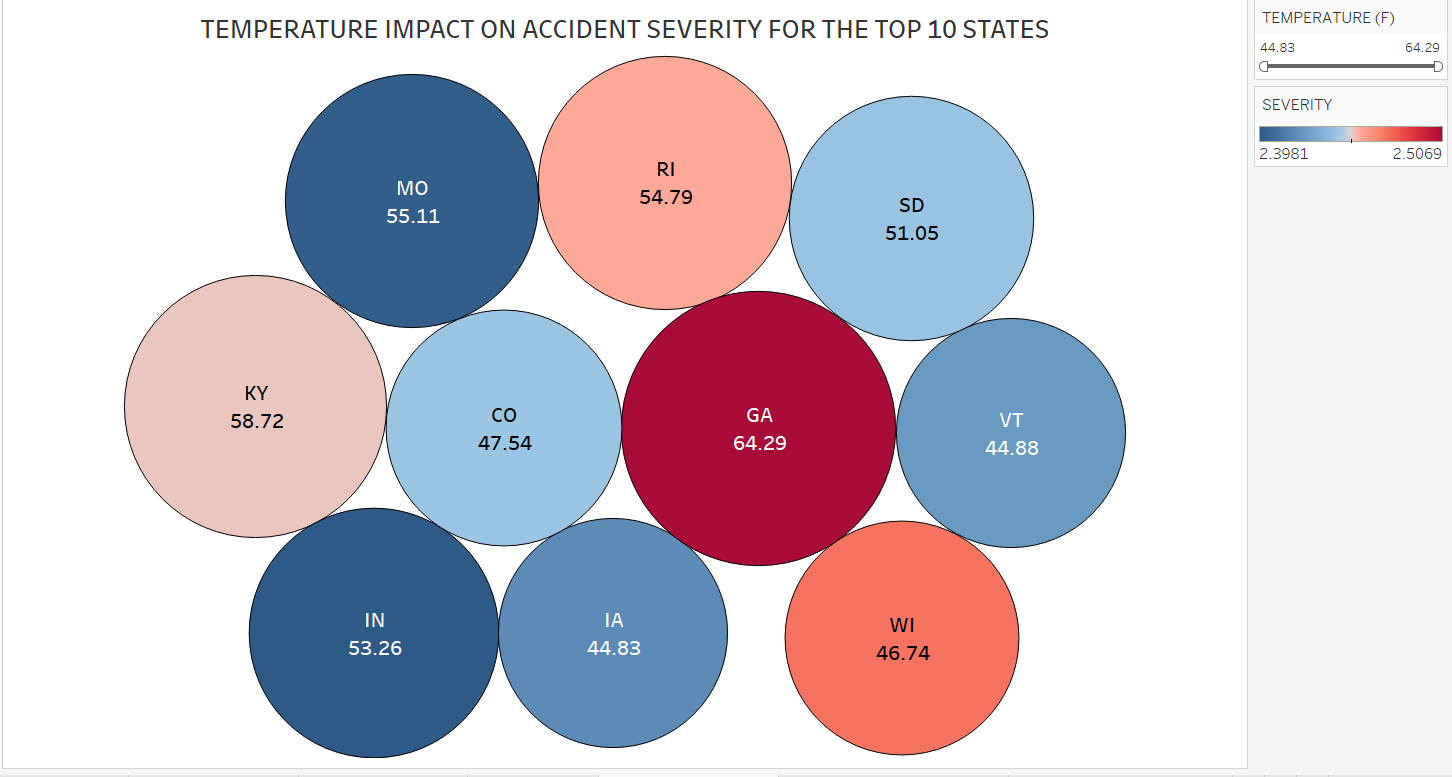 TEMPERATURE IMPACT ON ACCIDENT SEVERITY FOR THE TOP 10 STATES
TEMPERATURE (F)
44.83 64.29
SEVERITY
2.3981 2.5069
MO
55.11
RI
54.79
SD
51.05
KY
58.72
CO
47.54
GA
64.29
VT
44.88
IN
53.26
IA
44.83
WI
46.74